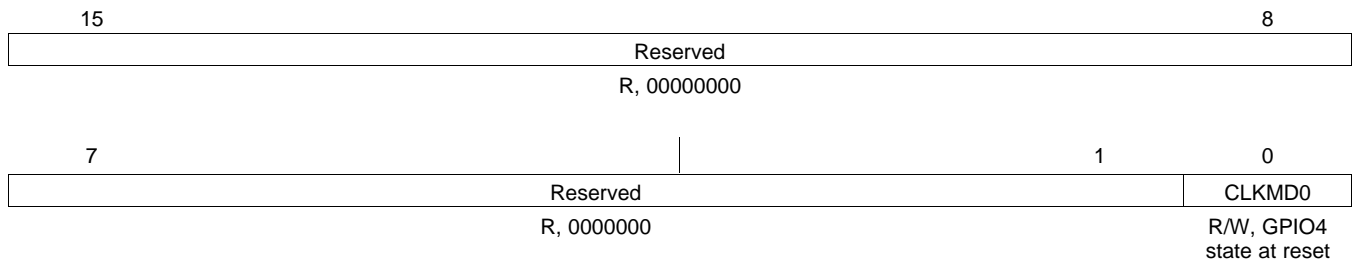 15 8
Reserved
R, 00000000
7 1 0
Reserved CLKMD0
R, 0000000 R/W, GPIO4
state at reset